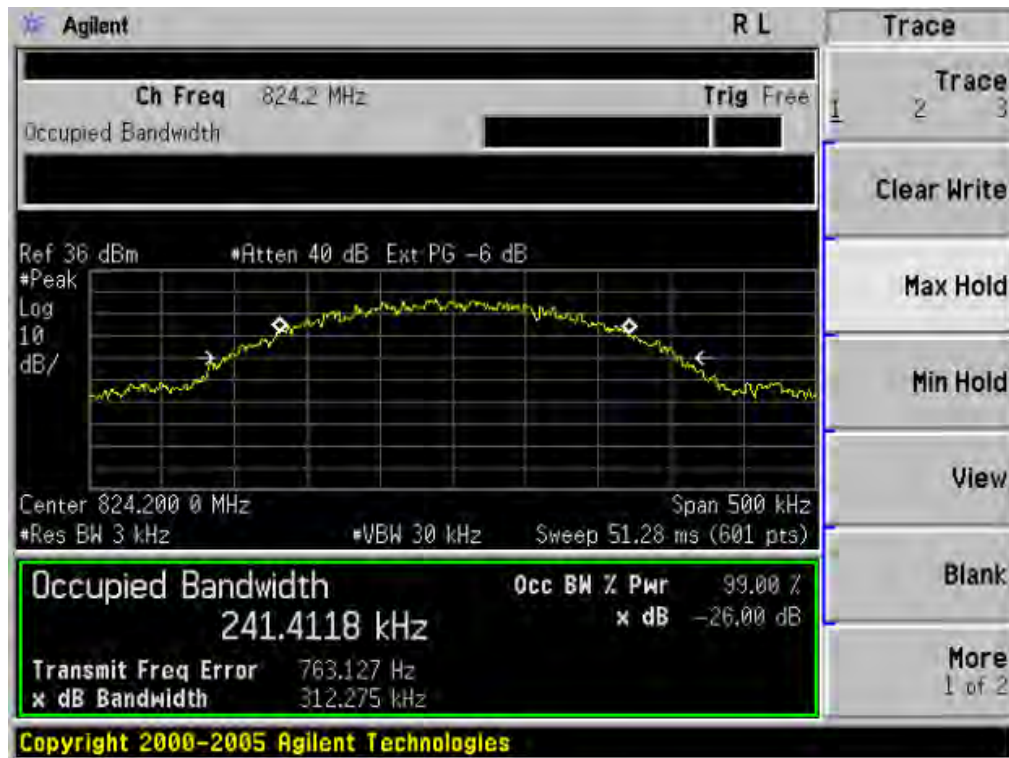 Agilent R L Trace
Ch Freq 824.2 MHz Trig Free
Occupied Bandwidth
Trace
1 2 3
Clear Write
Max Hold
Min Hold
View
Blank
More
1 of 2
Ref 36 dBm #Atten 40 dB Ext PG -6 dB
#Peak
Log
10
dB/
Center 824.200 0 MHz Span 500 kHz
#Res BW 3 kHz #VBW 30 kHz Sweep 51.28 ms (601 pts)
Occupied Bandwidth Occ BW % Pwr 99.00 %
241.4118 kHz x dB -26.00 dB
Transmit Freq Error 763.127 Hz
x dB Bandwidth 312.275 kHz
Copyright 2000-2005 Agilent Technologies